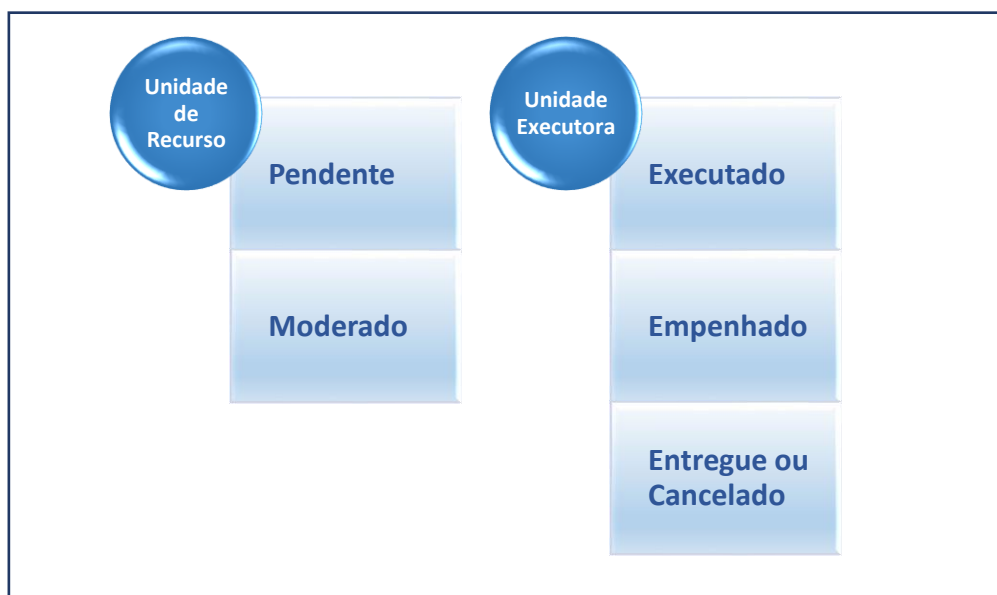 Unidade
de
Recurso
Pendente
Moderado
Unidade
Executora
Executado
Empenhado
Entregue ou
Cancelado